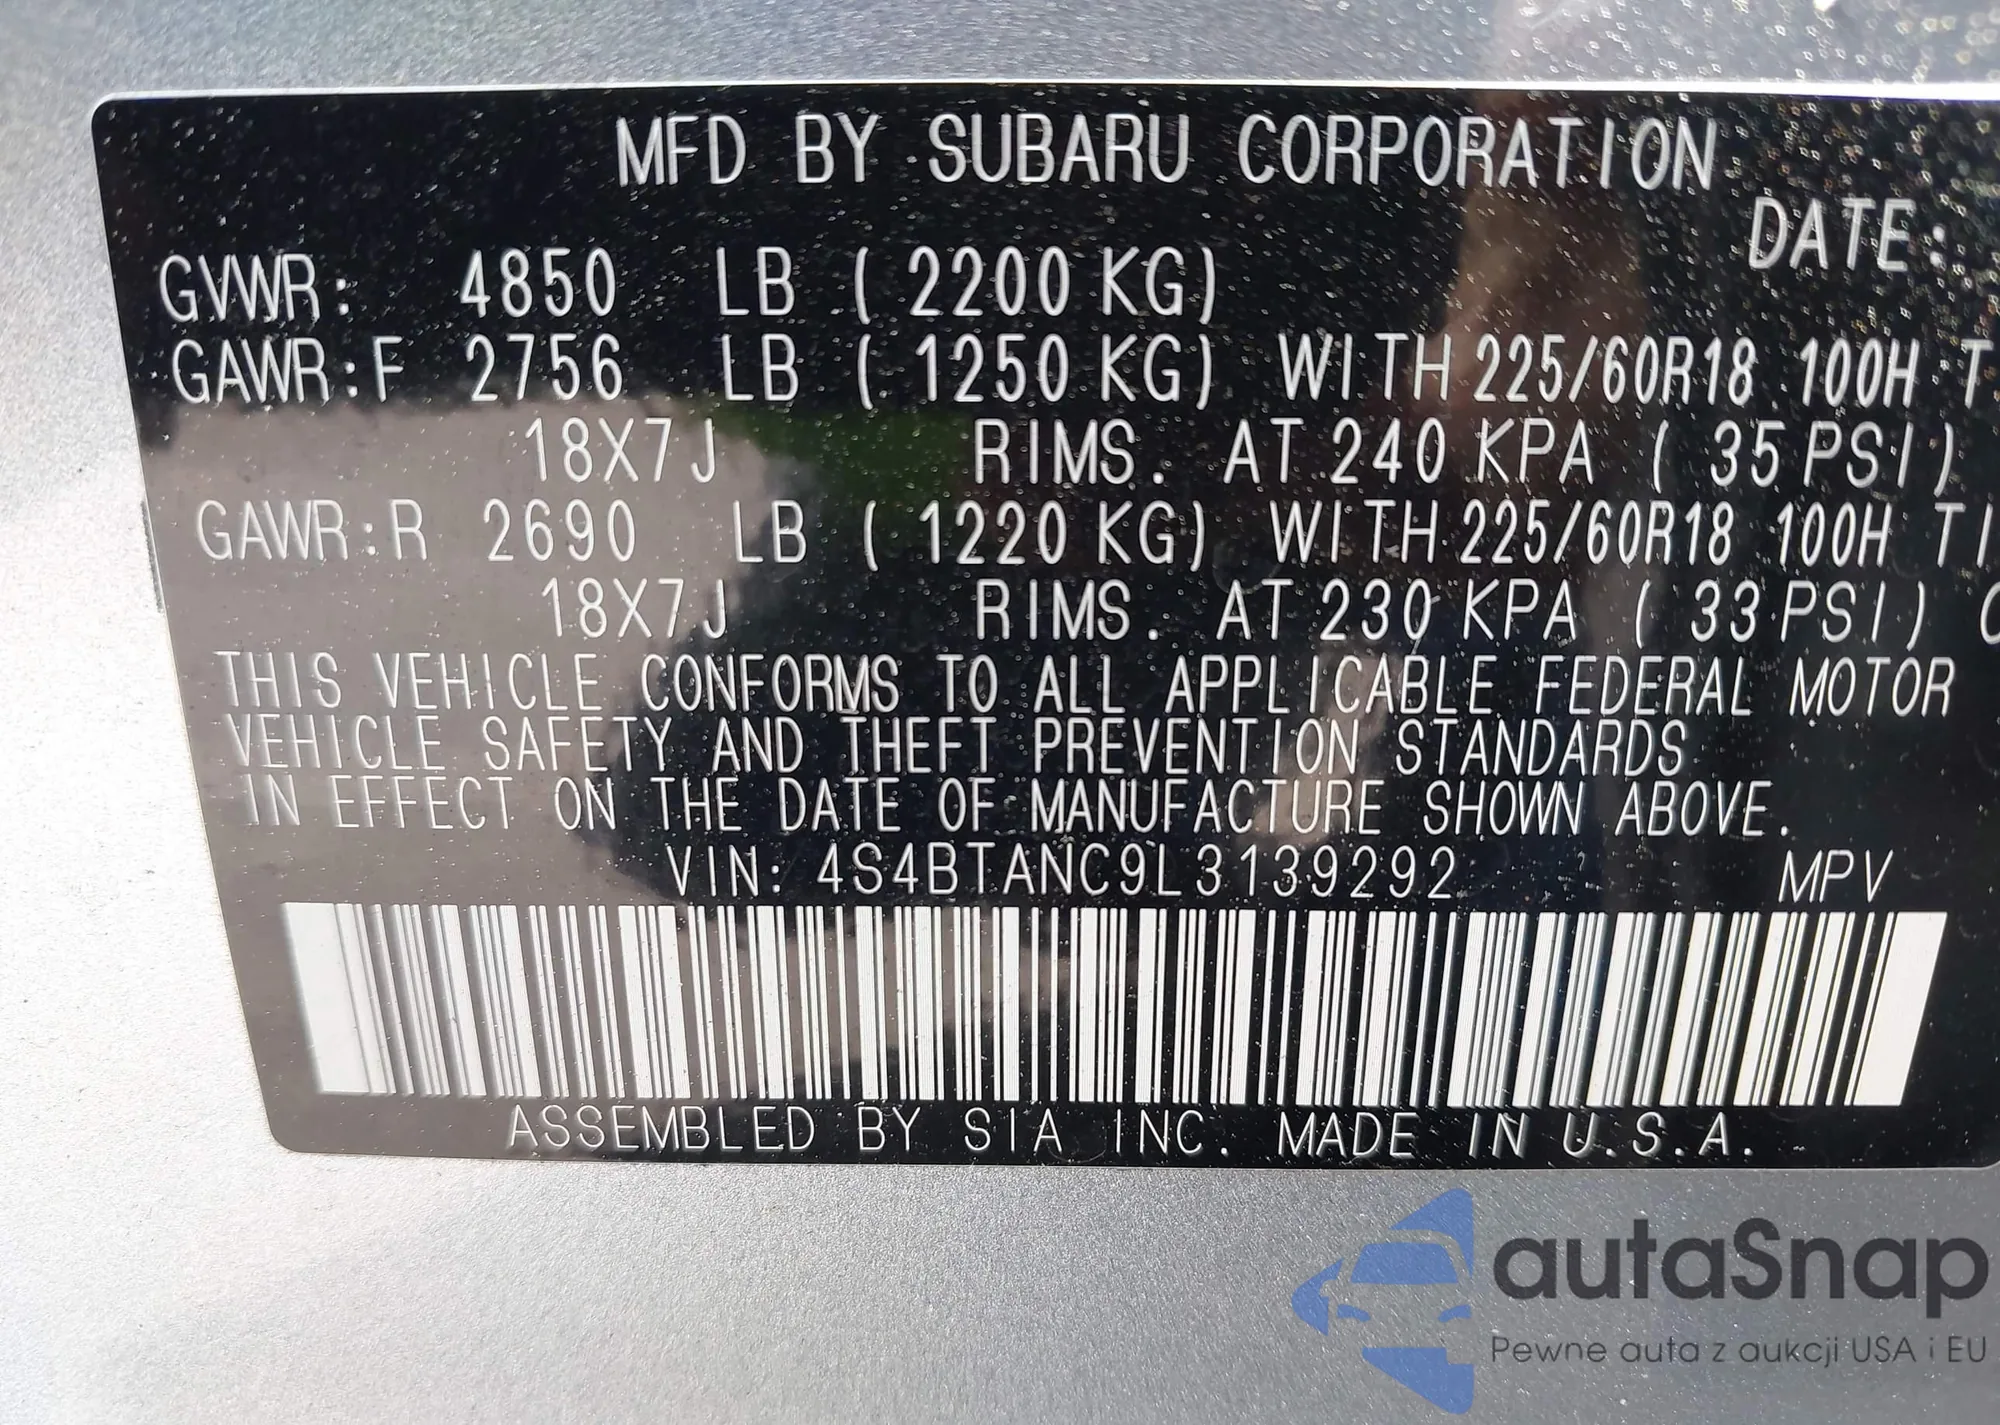 MFD BY SUBARU CORPORATION
DATE:
GVWR: 4850 LB ( 2200 KG)
GAWR:F 2756 LB ( 1250 KG) WITH 225/60R18 100H T
18X7J RIMS. AT 240 KPA ( 35 PSI)
GAWR:R 2690 LB ( 1220 KG) WITH 225/60R18 100H TI
18X7J RIMS. AT 230 KPA ( 33 PSI) C
THIS VEHICLE CONFORMS TO ALL APPLICABLE FEDERAL MOTOR
VEHICLE SAFETY AND THEFT PREVENTION STANDARDS
IN EFFECT ON THE DATE OF MANUFACTURE SHOWN ABOVE.
VIN: 4S4BTANC9L3139292 MPV
ASSEMBLED BY SIA INC. MADE IN U.S.A.
autaSnap
Pewne auta z aukcji USA i EU